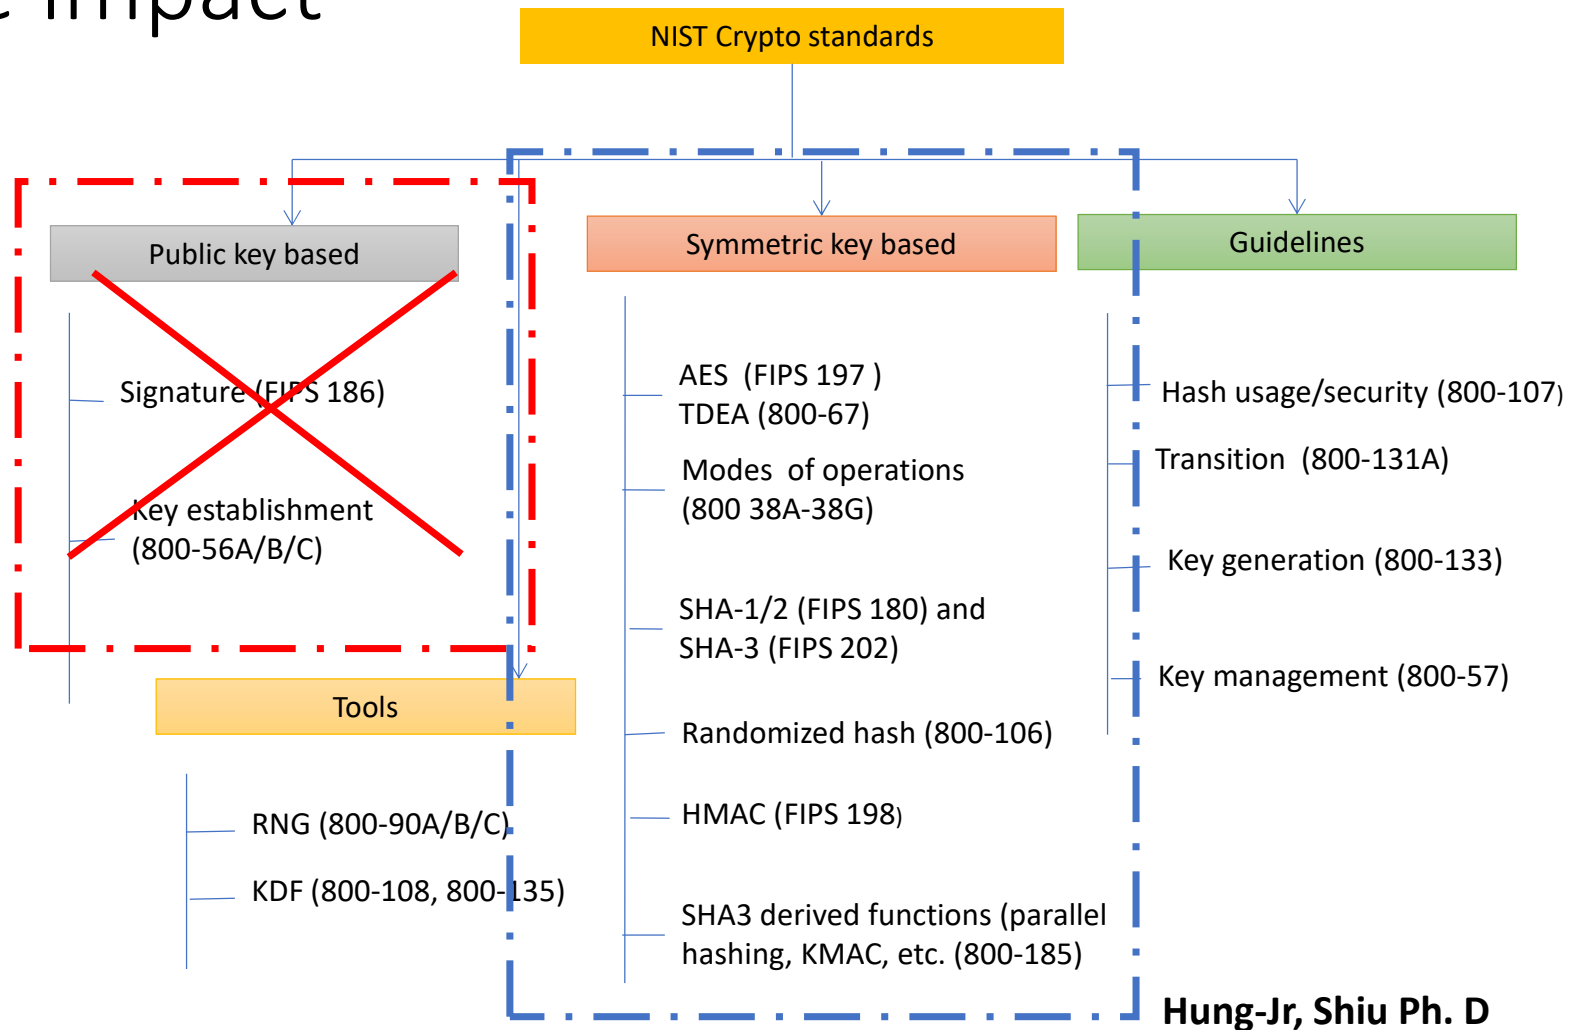 Impact
NIST Crypto standards
Public key based
Signature (FIPS 186)
Key establishment
(800-56A/B/C)
Tools
RNG (800-90A/B/C)
KDF (800-108, 800-135)
Symmetric key based
AES (FIPS 197 )
TDEA (800-67)
Modes of operations
(800 38A-38G)
SHA-1/2 (FIPS 180) and
SHA-3 (FIPS 202)
Randomized hash (800-106)
HMAC (FIPS 198)
SHA3 derived functions (parallel
hashing, KMAC, etc. (800-185)
Guidelines
Hash usage/security (800-107)
Transition (800-131A)
Key generation (800-133)
Key management (800-57)
Hung-Jr, Shiu Ph. D